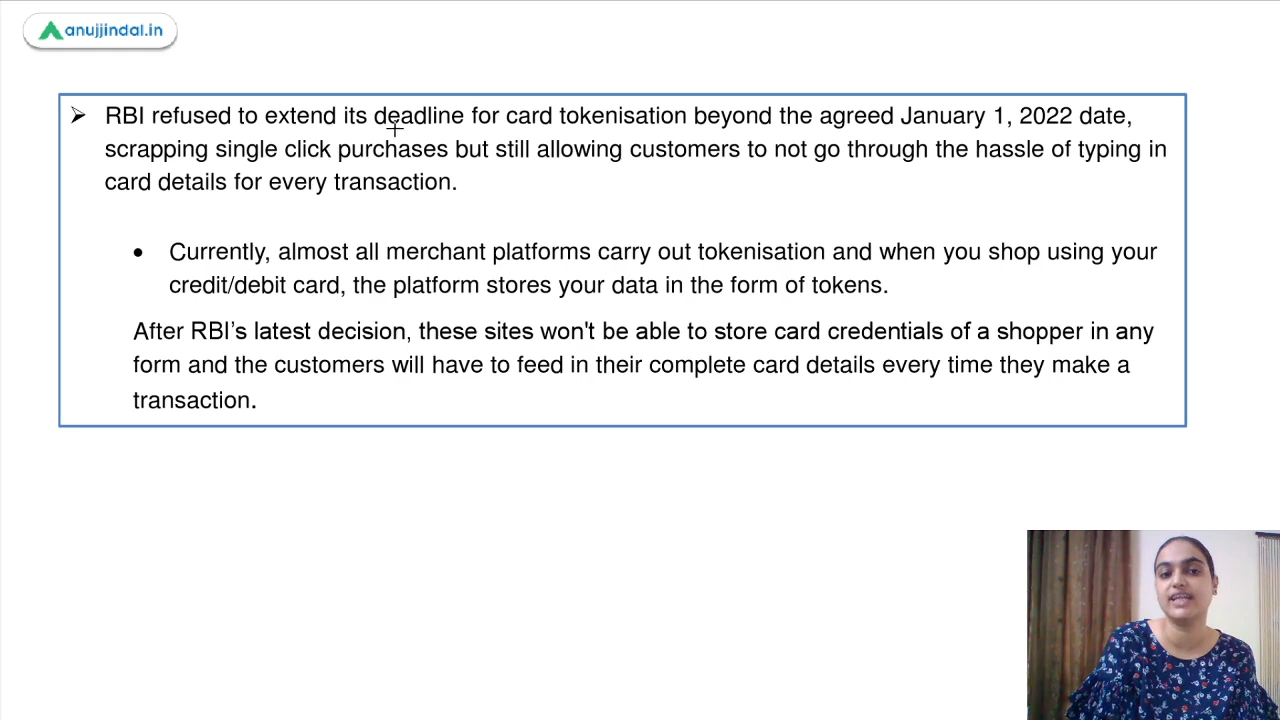 anujjindal.in
➢ RBI refused to extend its deadline for card tokenisation beyond the agreed January 1, 2022 date,
scrapping single click purchases but still allowing customers to not go through the hassle of typing in
card details for every transaction.
• Currently, almost all merchant platforms carry out tokenisation and when you shop using your
credit/debit card, the platform stores your data in the form of tokens.
After RBI’s latest decision, these sites won't be able to store card credentials of a shopper in any
form and the customers will have to feed in their complete card details every time they make a
transaction.